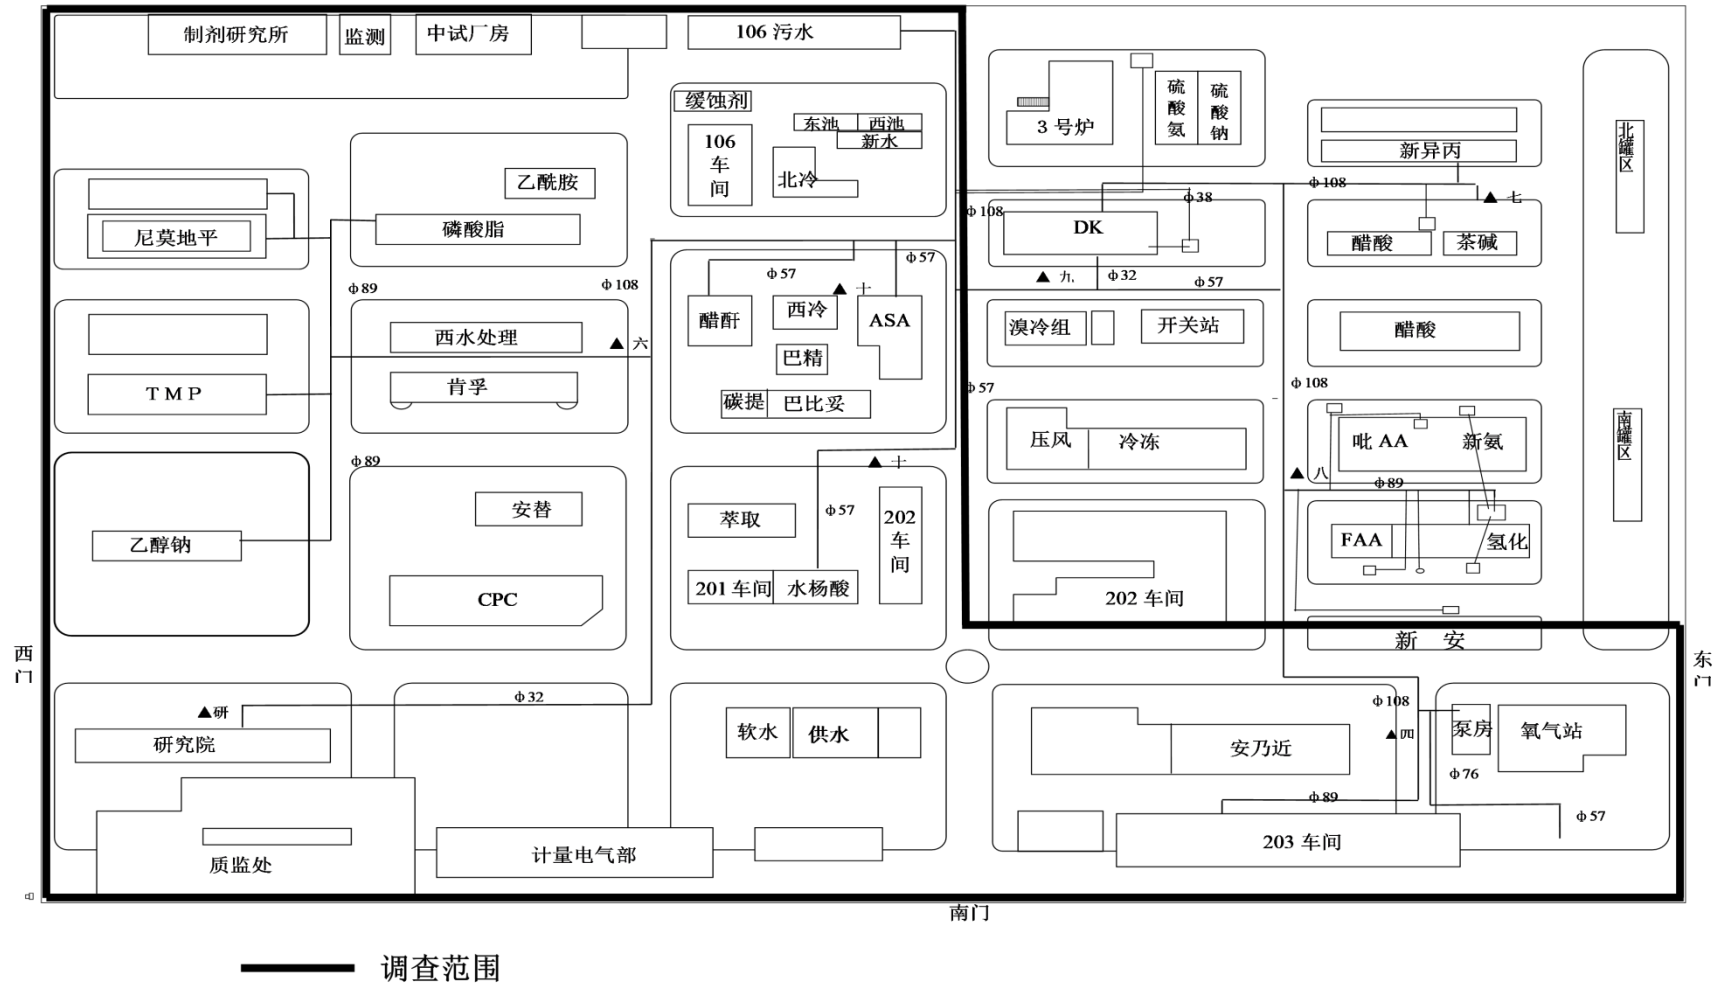 制剂研究所
监测
中试厂房
106 污水
缓蚀剂
106
车
间
东池
西池
新水
北冷
3 号炉
硫
酸
氨
硫
酸
钠
新异丙
北
罐
区
乙酰胺
磷酸脂
尼莫地平
φ108
φ38
▲ 七
φ108
DK
醋酸
茶碱
φ57
φ57
▲ 九
φ32
φ57
φ89
φ108
▲ 十
醋酐
西冷
ASA
溴冷组
开关站
醋酸
西水处理
▲ 六
巴精
TMP
肯孚
碳提
巴比妥
φ57
φ108
压风
冷冻
吡 AA
新氨
南
罐
区
φ89
▲ 十
▲ 八
φ89
安替
萃取
φ57
202
车
间
乙醇钠
FAA
氢化
CPC
201 车间
水杨酸
202 车间
新 安
西
门
东
门
φ32
φ108
▲研
研究院
软水
供水
安乃近
▲四
泵房
氧气站
φ76
φ89
φ57
质监处
计量电气部
203 车间
南门
调查范围